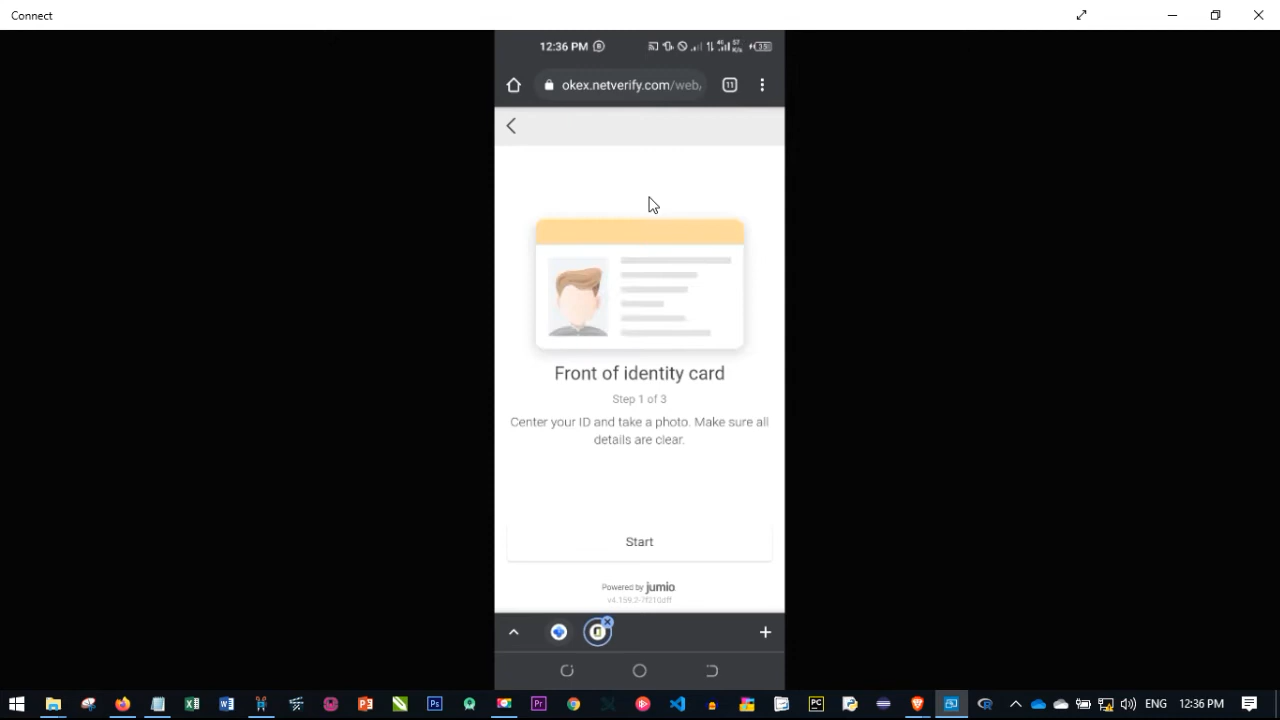 Connect
12:36 PM
okex.netverify.com/web/
11
Front of identity card
Step 1 of 3
Center your ID and take a photo. Make sure all
details are clear.
Start
Powered by jumio
ENG 12:36 PM